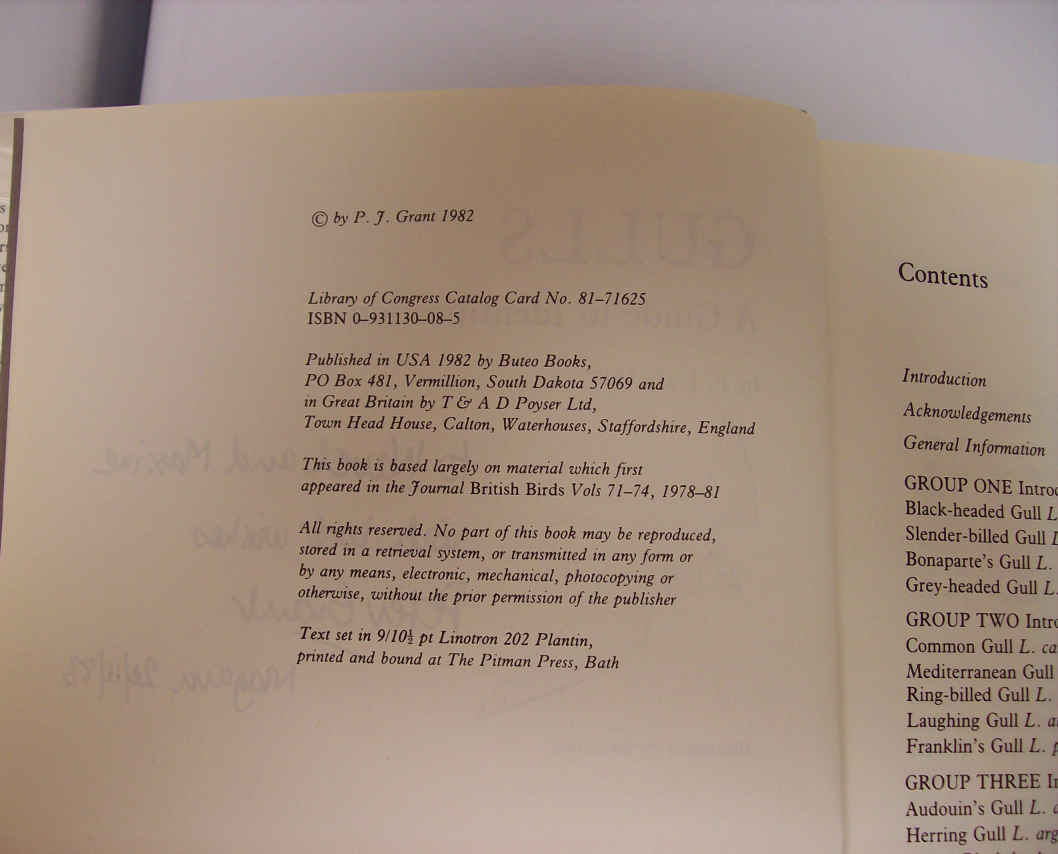 © by P. J. Grant 1982
Library of Congress Catalog Card No. 81–71625
ISBN 0–931130–08–5
Published in USA 1982 by Buteo Books,
PO Box 481, Vermillion, South Dakota 57069 and
in Great Britain by T & A D Poyser Ltd,
Town Head House, Calton, Waterhouses, Staffordshire, England
This book is based largely on material which first
appeared in the Journal British Birds Vols 71–74, 1978–81
All rights reserved. No part of this book may be reproduced,
stored in a retrieval system, or transmitted in any form or
by any means, electronic, mechanical, photocopying or
otherwise, without the prior permission of the publisher
Text set in 9/10½ pt Linotron 202 Plantin,
printed and bound at The Pitman Press, Bath
GULLS
Contents
Introduction
Acknowledgements
General Information
GROUP ONE
Black-headed Gull L.
Slender-billed Gull
Bonaparte's Gull L.
Grey-headed Gull L.
GROUP TWO
Common Gull L.
Mediterranean Gull
Ring-billed Gull L.
Laughing Gull L.
Franklin's Gull L.
GROUP THREE
Audouin's Gull L.
Herring Gull L.